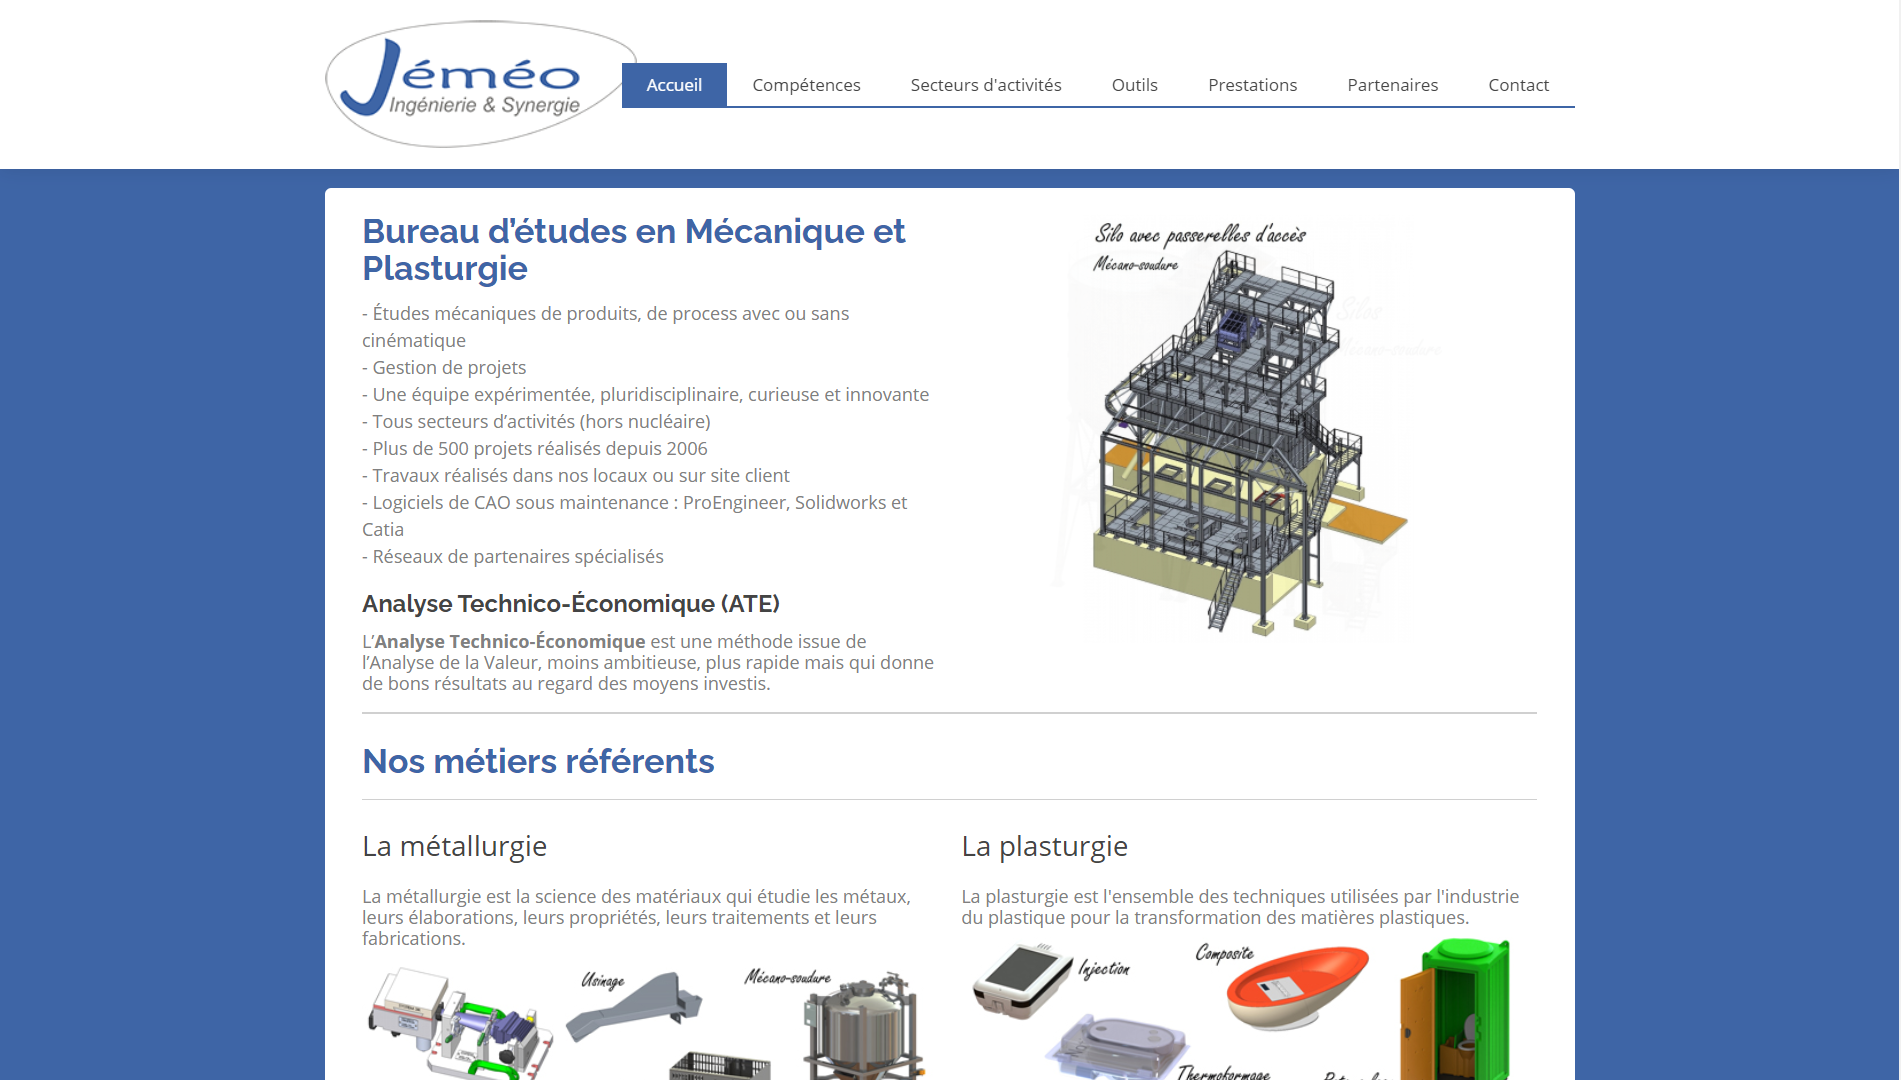 Jéméo
Ingénierie & Synergie
Accueil
Compétences
Secteurs d'activités
Outils
Prestations
Partenaires
Contact
Bureau d’études en Mécanique et
Plasturgie
- Études mécaniques de produits, de process avec ou sans
cinématique
- Gestion de projets
- Une équipe expérimentée, pluridisciplinaire, curieuse et innovante
- Tous secteurs d’activités (hors nucléaire)
- Plus de 500 projets réalisés depuis 2006
- Travaux réalisés dans nos locaux ou sur site client
- Logiciels de CAO sous maintenance : ProEngineer, Solidworks et
Catia
- Réseaux de partenaires spécialisés
Silo avec passerelles d'accès
Mécano-soudure
Silos
Mécano-soudure
Analyse Technico-Économique (ATE)
L’Analyse Technico-Économique est une méthode issue de
l’Analyse de la Valeur, moins ambitieuse, plus rapide mais qui donne
de bons résultats au regard des moyens investis.
Nos métiers référents
La métallurgie
La métallurgie est la science des matériaux qui étudie les métaux,
leurs élaborations, leurs propriétés, leurs traitements et leurs
fabrications.
Usinage
Mécano-soudure
La plasturgie
La plasturgie est l'ensemble des techniques utilisées par l'industrie
du plastique pour la transformation des matières plastiques.
Injection
Composite
Thermoformage